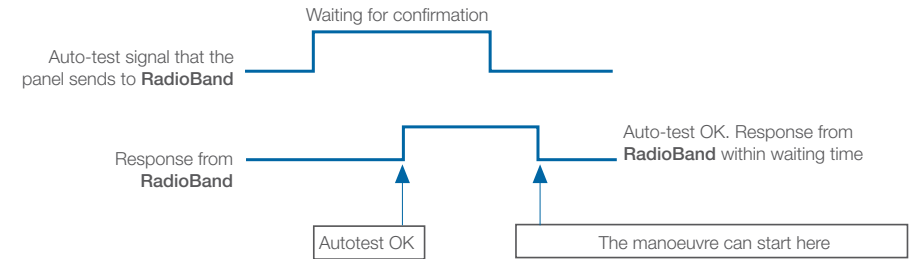 Waiting for confirmation
Auto-test signal that the
panel sends to RadioBand
Auto-test OK. Response from
RadioBand within waiting time
Response from
RadioBand
Autotest OK
The manoeuvre can start here